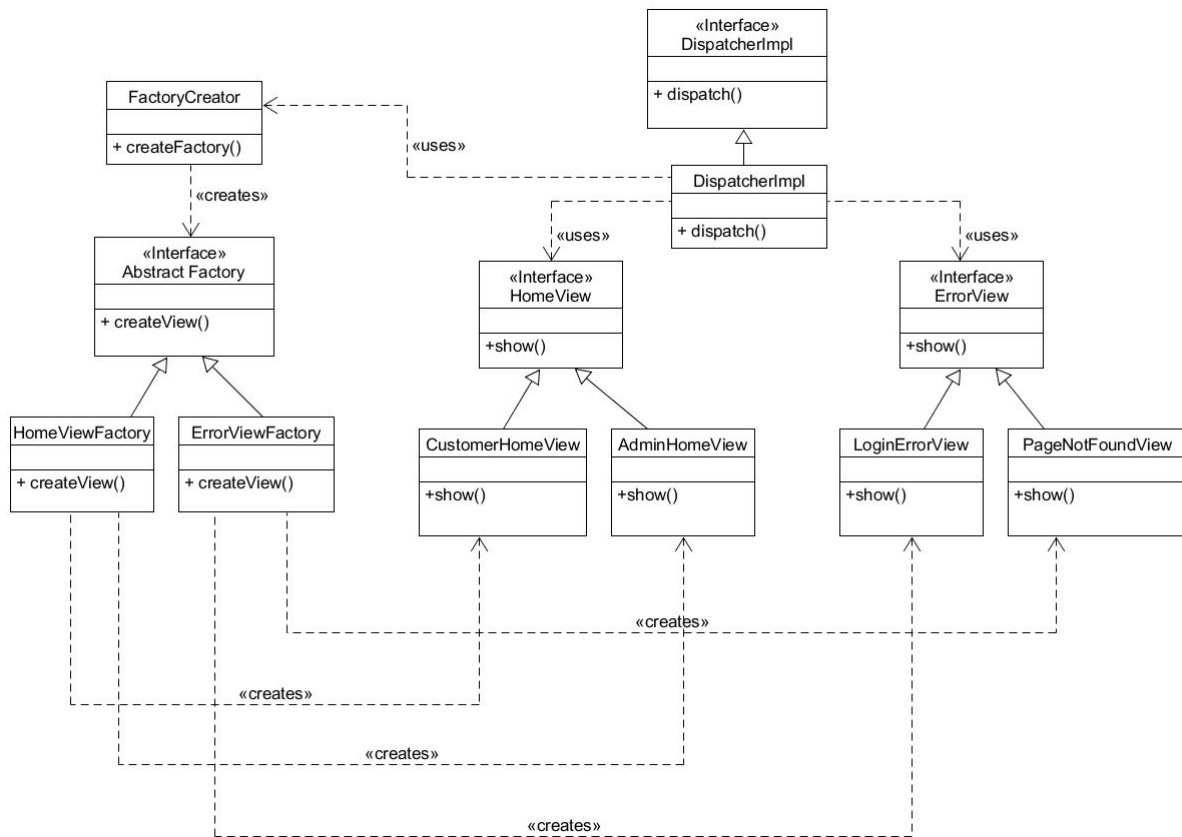 «Interface»
DispatcherImpl
+ dispatch()
FactoryCreator
+ createFactory()
«uses»
DispatcherImpl
+ dispatch()
«creates»
«uses»
«uses»
«Interface»
Abstract Factory
+ createView()
«Interface»
HomeView
+show()
«Interface»
ErrorView
+show()
HomeViewFactory
+ createView()
ErrorViewFactory
+ createView()
CustomerHomeView
+show()
AdminHomeView
+show()
LoginErrorView
+show()
PageNotFoundView
+show()
«creates»
«creates»
«creates»
«creates»